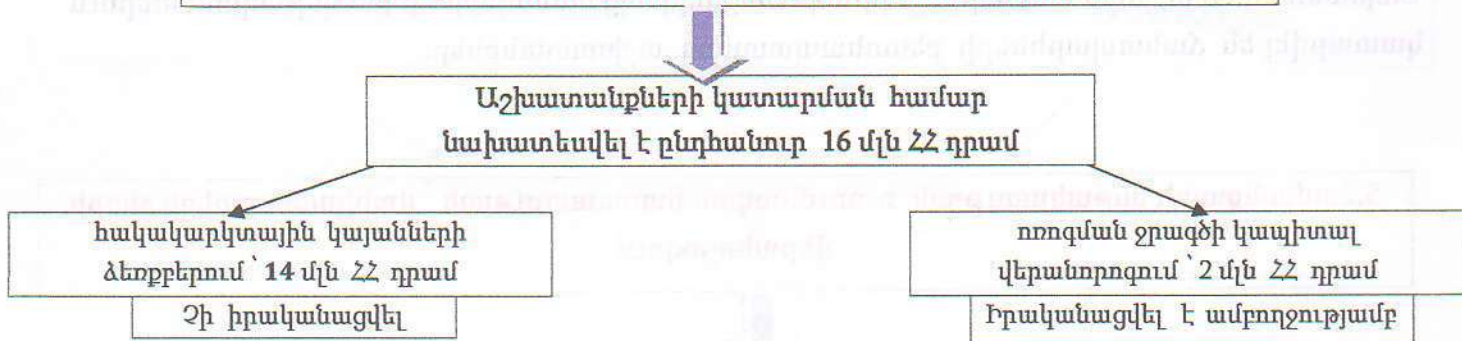 Աշխատանքների կատարման համար
նախատեսվել է ընդհանուր 16 մլն ՀՀ դրամ
հակակարկտային կայանների
ձեռքբերում ՝ 14 մլն ՀՀ դրամ
Չի իրականացվել
ոռոգման ջրագծի կապիտալ
վերանորոգում ՝ 2 մլն ՀՀ դրամ
Իրականացվել է ամբողջությամբ